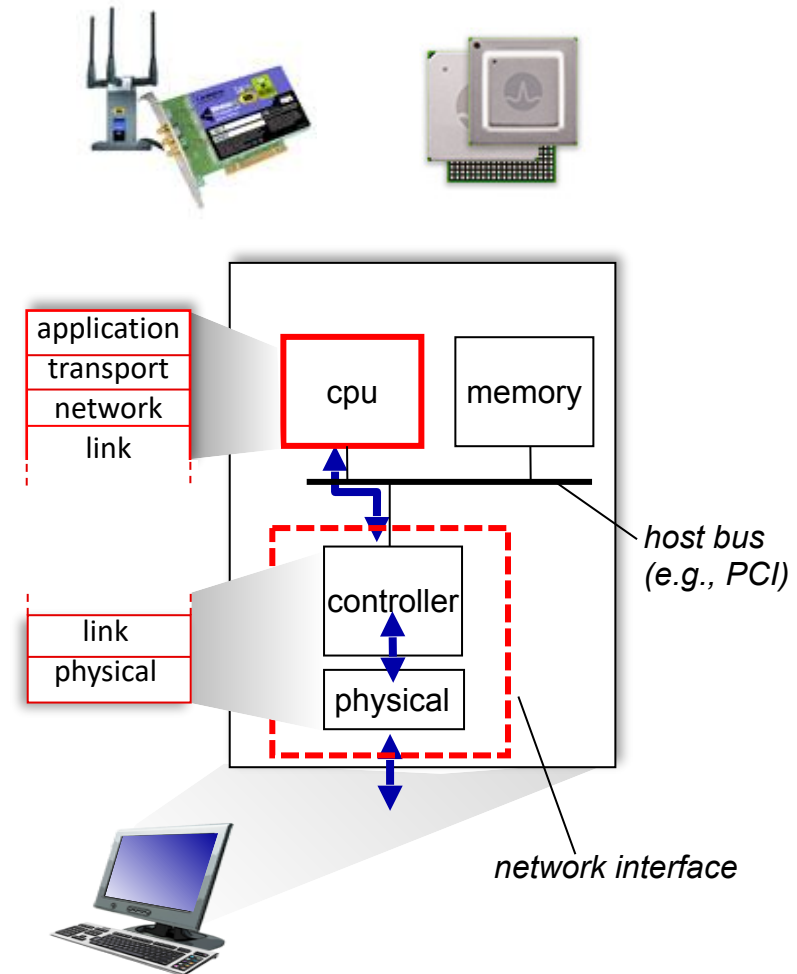 application
transport
network
link
cpu
memory
host bus
(e.g., PCI)
controller
link
physical
physical
network interface